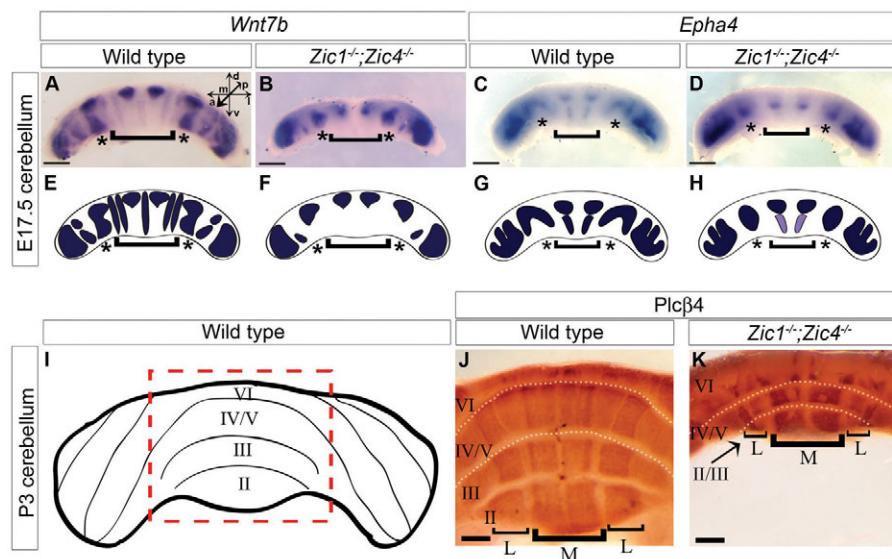 Wnt7b Epha4
Wild type Zic1-/-;Zic4-/- Wild type Zic1-/-;Zic4-/-
E17.5 cerebellum
A B C D
d
m p
a l
v
* * * * * * * *
E F G H
* * * * * * * *
Plcβ4
Wild type Wild type Zic1-/-;Zic4-/-
P3 cerebellum
I J K
VI VI VI
IV/V IV/V IV/V
III III II/III
II II
L M L L M L